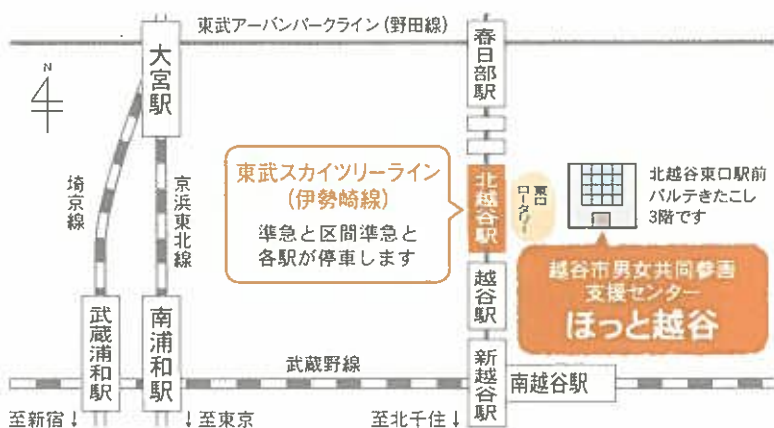 東武アーバンパークライン(野田線)
N
大宮駅
春日部駅
埼京線
京浜東北線
東武スカイツリーライン
(伊勢崎線)
準急と区間準急と
各駅が停車します
北越谷駅
東口
ロータリー
北越谷東口駅前
パルテきたこし
3階です
越谷市男女共同参画
支援センター
ほっと越谷
越谷駅
武蔵浦和駅
南浦和駅
武蔵野線
新越谷駅
南越谷駅
至新宿↓
↓至東京
至北千住↓